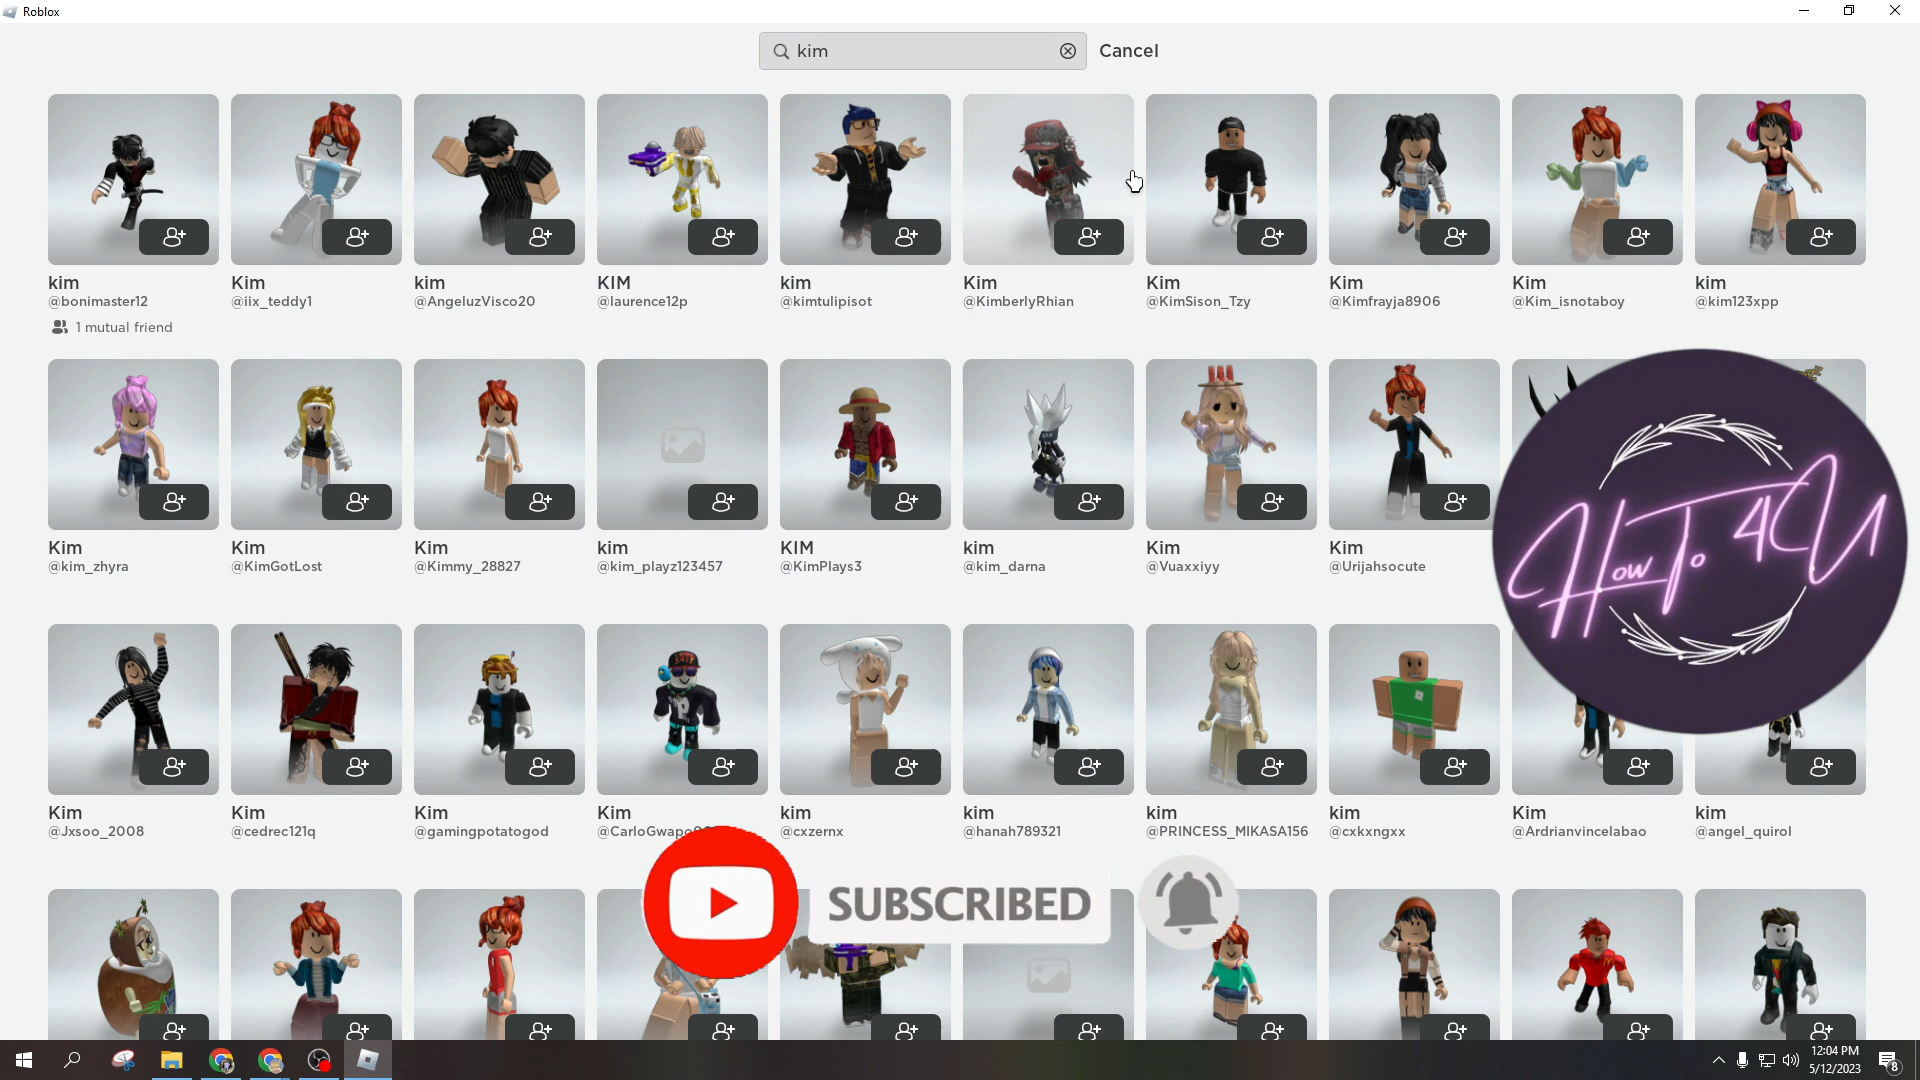 Roblox
kim
Cancel
kim
@bonimaster12
1 mutual friend
Kim
@iix_teddy1
kim
@AngeluzVisco20
KIM
@laurence12p
kim
@kimtulipisot
Kim
@KimberlyRhian
Kim
@KimSison_Tzy
Kim
@Kimfrayja8906
Kim
@Kim_isnotaboy
kim
@kim123xpp
Kim
@kim_zhyra
Kim
@KimGotLost
Kim
@Kimmy_28827
kim
@kim_playz123457
KIM
@KimPlays3
kim
@kim_darna
Kim
@Vuaxxiyy
Kim
@Urijahsocute
How To 4U
Kim
@Jxsoo_2008
Kim
@cedrec121q
Kim
@gamingpotatogod
Kim
kim
@cxzernx
kim
@hanah789321
kim
@PRINCESS_MIKASA156
kim
@cxkxngxx
Kim
@Ardrianvincelabao
kim
@angel_quirol
SUBSCRIBED
12:04 PM
5/12/2023
8